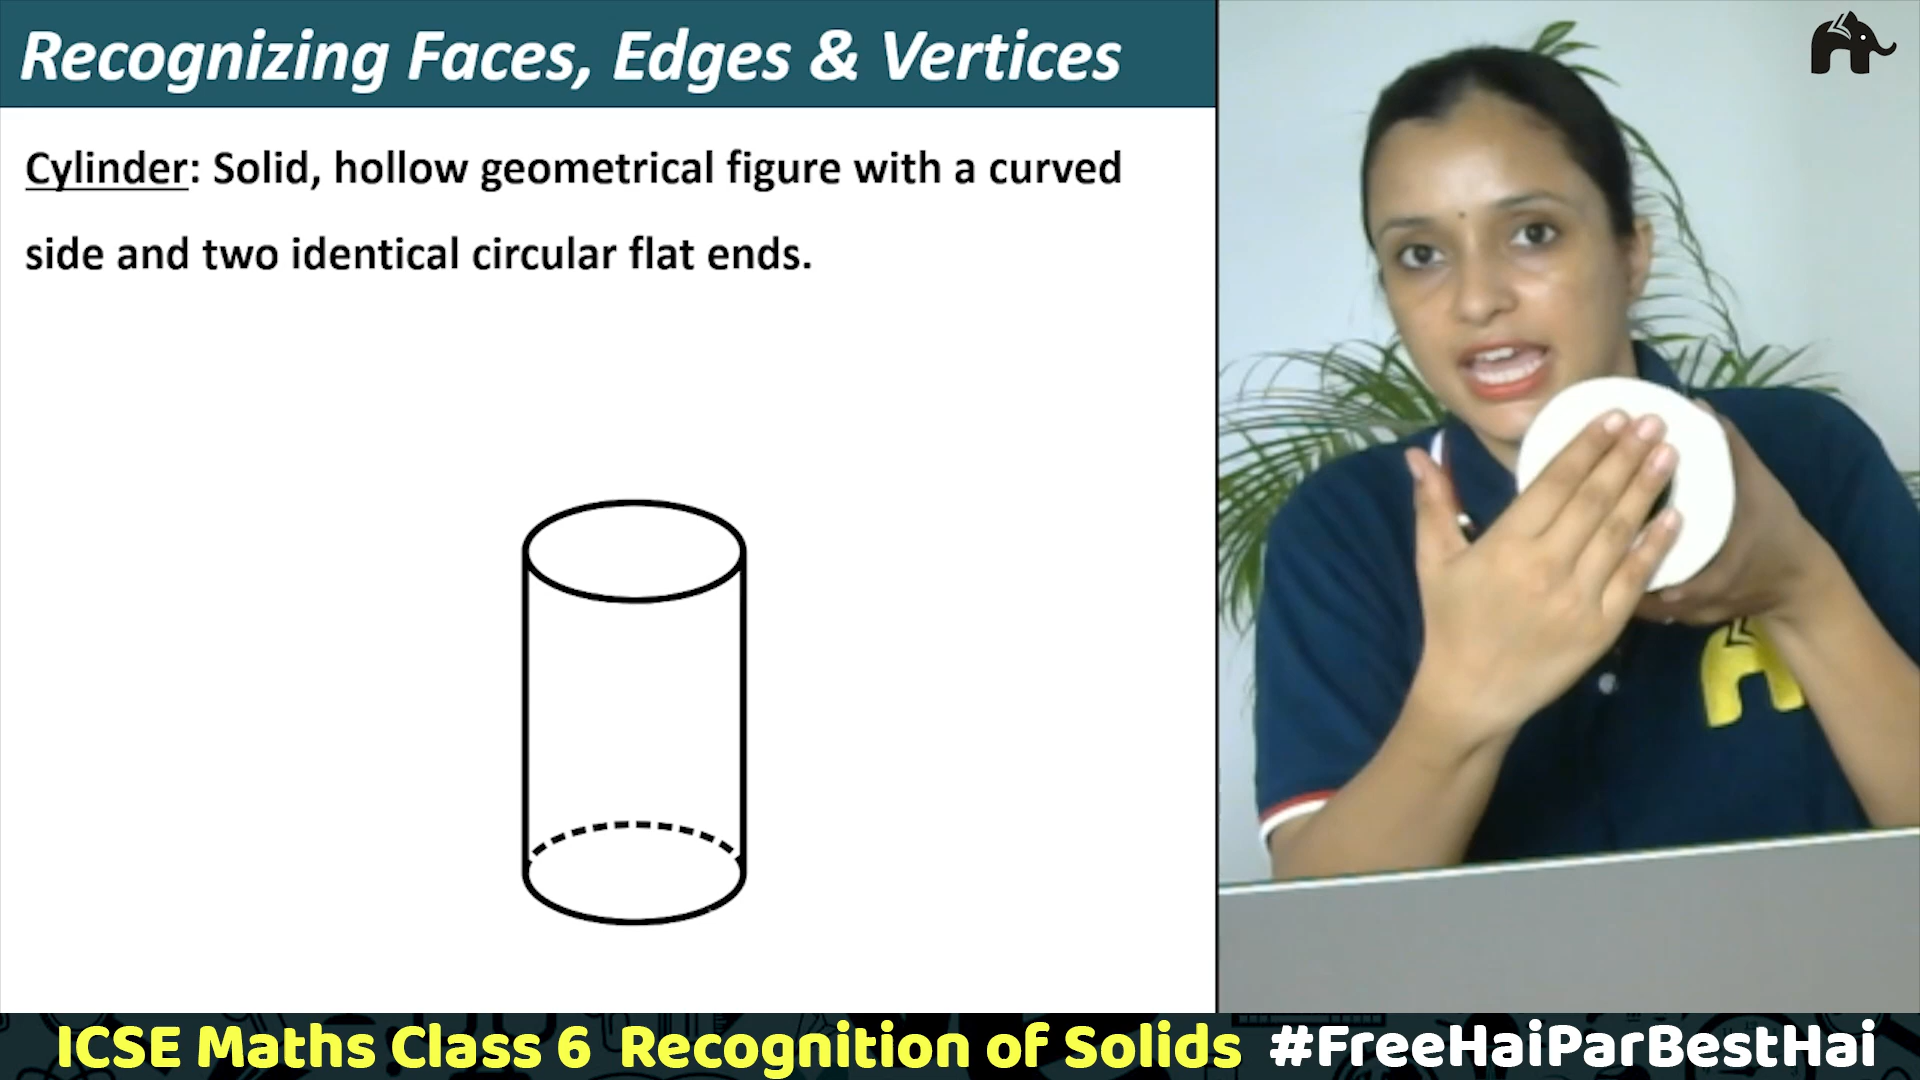 Recognizing Faces, Edges & Vertices
Cylinder: Solid, hollow geometrical figure with a curved
side and two identical circular flat ends.
ICSE Maths Class 6 Recognition of Solids #FreeHaiParBestHai